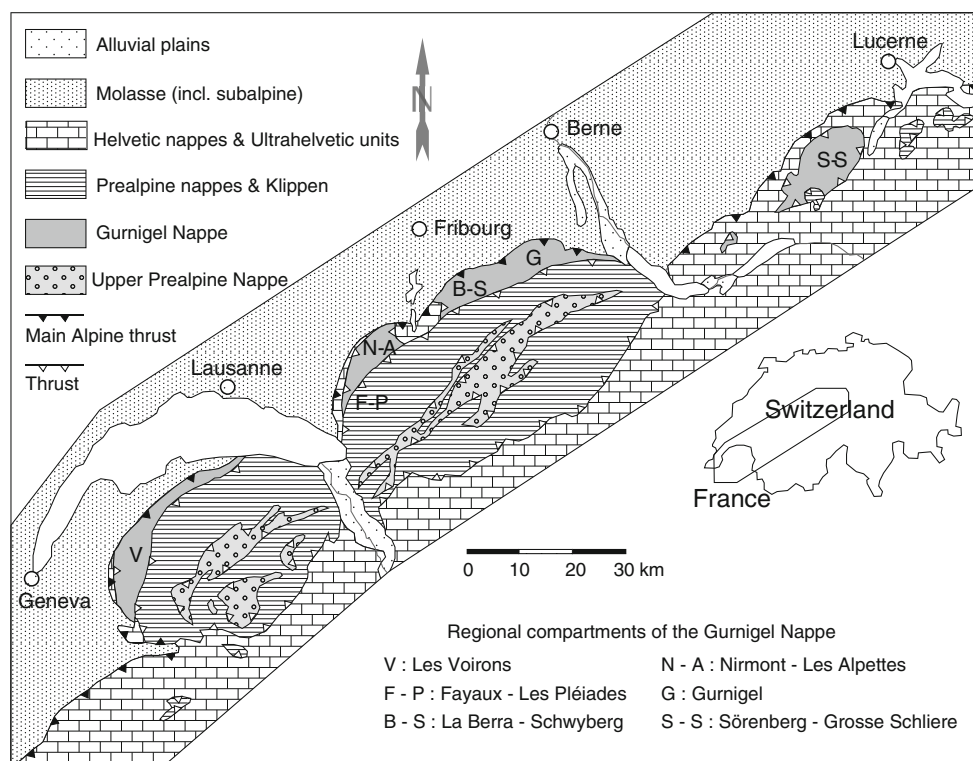 Alluvial plains
Molasse (incl. subalpine)
Helvetic nappes & Ultrahelvetic units
Prealpine nappes & Klippen
Gurnigel Nappe
Upper Prealpine Nappe
Main Alpine thrust
Thrust
N
Lucerne
Berne
S-S
Fribourg
G
B-S
N-A
Lausanne
F-P
Switzerland
France
V
Geneva
0 10 20 30 km
Regional compartments of the Gurnigel Nappe
V : Les Voirons
N - A : Nirmont - Les Alpettes
F - P : Fayaux - Les Pléiades
G : Gurnigel
B - S : La Berra - Schwyberg
S - S : Sörenberg - Grosse Schliere